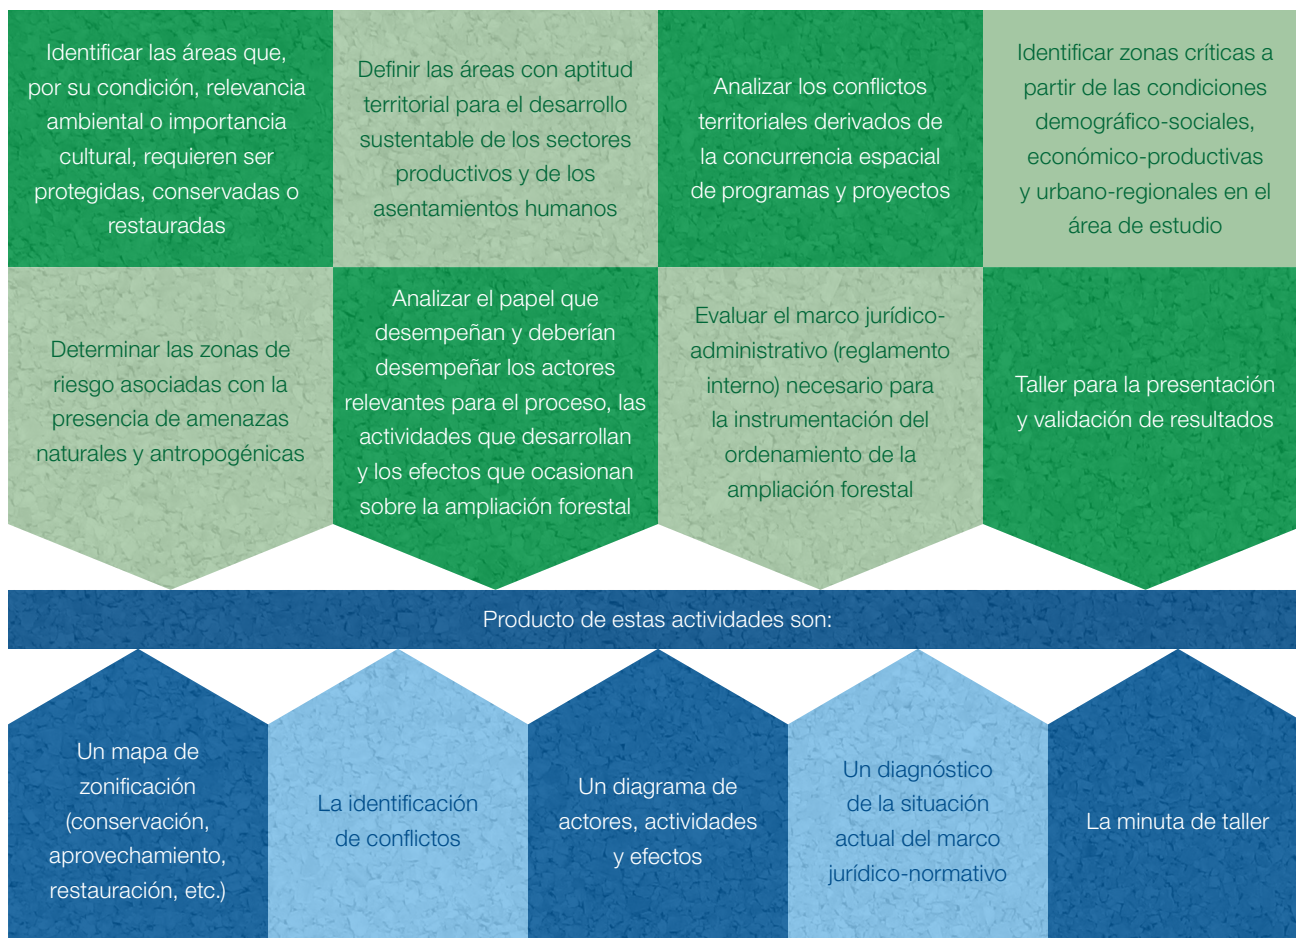 Identificar las áreas que,
por su condición, relevancia
ambiental o importancia
cultural, requieren ser
protegidas, conservadas o
restauradas
Definir las áreas con aptitud
territorial para el desarrollo
sustentable de los sectores
productivos y de los
asentamientos humanos
Analizar los conflictos
territoriales derivados de
la concurrencia espacial
de programas y proyectos
Identificar zonas críticas a
partir de las condiciones
demográfico-sociales,
económico-productivas
y urbano-regionales en el
área de estudio
Determinar las zonas de
riesgo asociadas con la
presencia de amenazas
naturales y antropogénicas
Analizar el papel que
desempeñan y deberían
desempeñar los actores
relevantes para el proceso, las
actividades que desarrollan
y los efectos que ocasionan
sobre la ampliación forestal
Evaluar el marco jurídico-
administrativo (reglamento
interno) necesario para
la instrumentación del
ordenamiento de la
ampliación forestal
Taller para la presentación
y validación de resultados
Producto de estas actividades son:
Un mapa de
zonificación
(conservación,
aprovechamiento,
restauración, etc.)
La identificación
de conflictos
Un diagrama de
actores, actividades
y efectos
Un diagnóstico
de la situación
actual del marco
jurídico-normativo
La minuta de taller